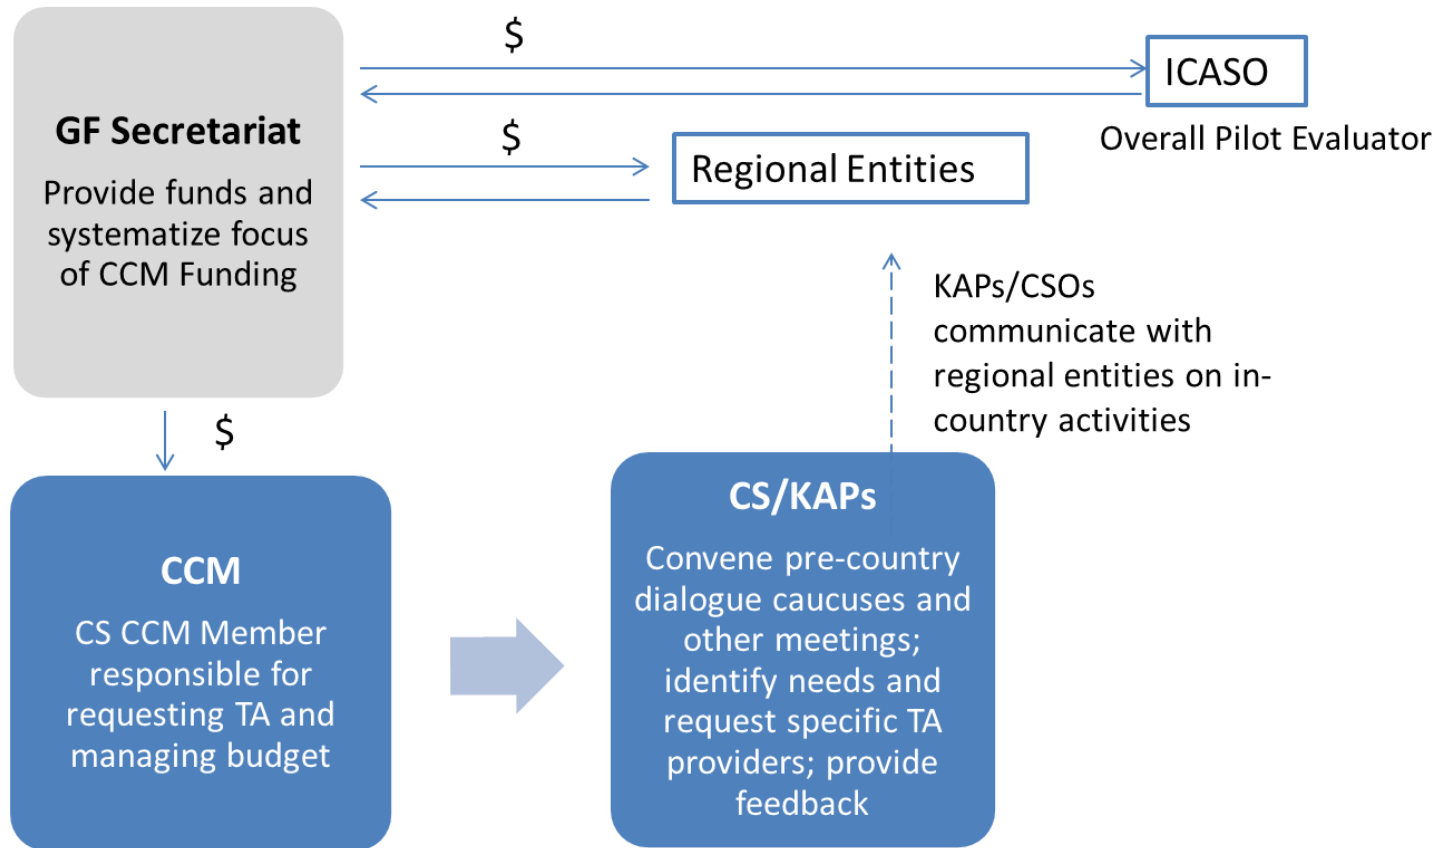 $
ICASO
Overall Pilot Evaluator
GF Secretariat
Provide funds and
systematize focus
of CCM Funding
$
Regional Entities
KAPs/CSOs
communicate with
regional entities on in-
country activities
$
CCM
CS CCM Member
responsible for
requesting TA and
managing budget
CS/KAPs
Convene pre-country
dialogue caucuses and
other meetings;
identify needs and
request specific TA
providers; provide
feedback